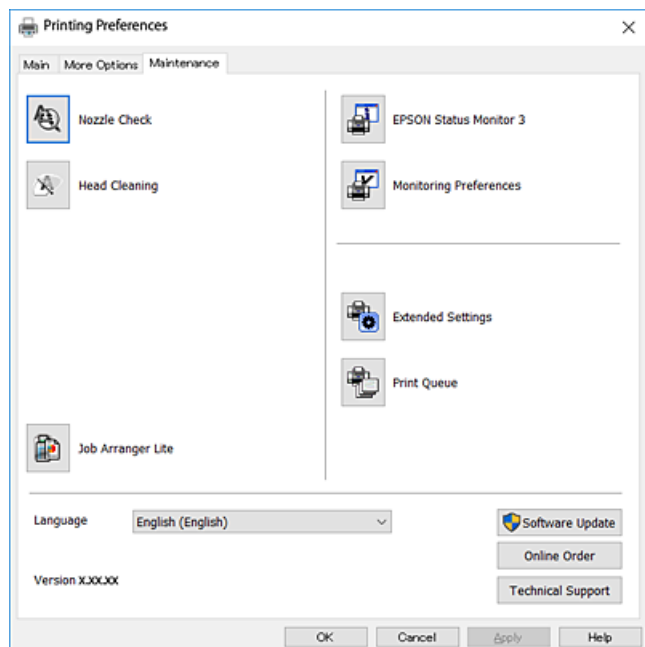 Printing Preferences
Main More Options Maintenance
Nozzle Check
Head Cleaning
Job Arranger Lite
EPSON Status Monitor 3
Monitoring Preferences
Extended Settings
Print Queue
Language English (English)
Version X.XX.XX
Software Update
Online Order
Technical Support
OK Cancel Apply Help